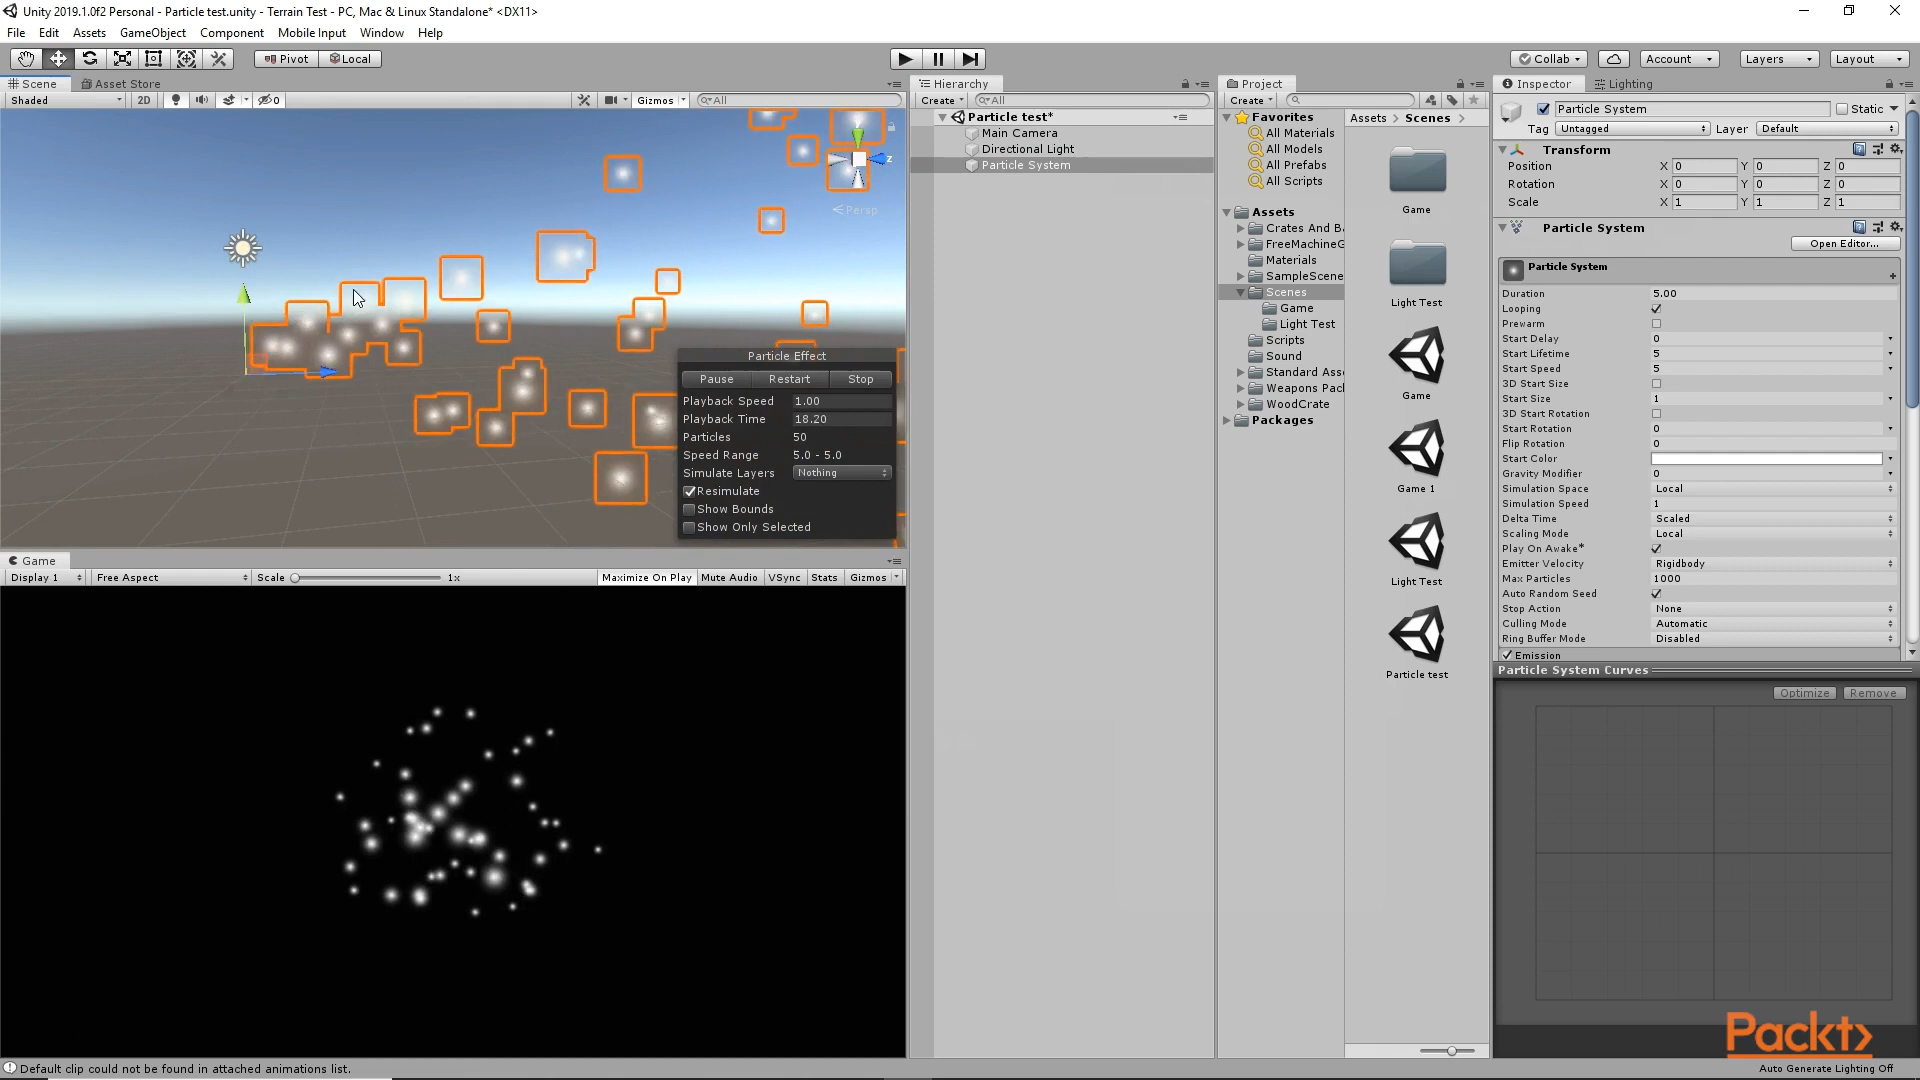 Unity 2019.1.0f2 Personal - Particle test.unity - Terrain Test - PC, Mac & Linux Standalone* <DX11>
File Edit Assets GameObject Component Mobile Input Window Help
Pivot Local
Collab Account Layers Layout
Scene Asset Store
Shaded 2D 0 Gizmos All
z
Persp
Particle Effect
Pause Restart Stop
Playback Speed 1.00
Playback Time 18.20
Particles 50
Speed Range 5.0 - 5.0
Simulate Layers Nothing
Resimulate
Show Bounds
Show Only Selected
Game
Display 1 Free Aspect Scale 1x Maximize On Play Mute Audio VSync Stats Gizmos
Hierarchy
Create All
Particle test*
Main Camera
Directional Light
Particle System
Project
Create
Favorites
All Materials
All Models
All Prefabs
All Scripts
Assets
Crates And B
FreeMachineG
Materials
SampleScene
Scenes
Game
Light Test
Scripts
Sound
Standard Ass
Weapons Pac
WoodCrate
Packages
Assets > Scenes >
Game
Light Test
Game
Game 1
Light Test
Particle test
Inspector Lighting
Particle System Static
Tag Untagged Layer Default
Transform
Position X 0 Y 0 Z 0
Rotation X 0 Y 0 Z 0
Scale X 1 Y 1 Z 1
Particle System
Open Editor...
Particle System
Duration 5.00
Looping
Prewarm
Start Delay 0
Start Lifetime 5
Start Speed 5
3D Start Size
Start Size 1
3D Start Rotation
Start Rotation 0
Flip Rotation 0
Start Color
Gravity Modifier 0
Simulation Space Local
Simulation Speed 1
Delta Time Scaled
Scaling Mode Local
Play On Awake*
Emitter Velocity Rigidbody
Max Particles 1000
Auto Random Seed
Stop Action None
Culling Mode Automatic
Ring Buffer Mode Disabled
Emission
Particle System Curves
Optimize Remove
Packt>
Default clip could not be found in attached animations list.
Auto Generate Lighting Off